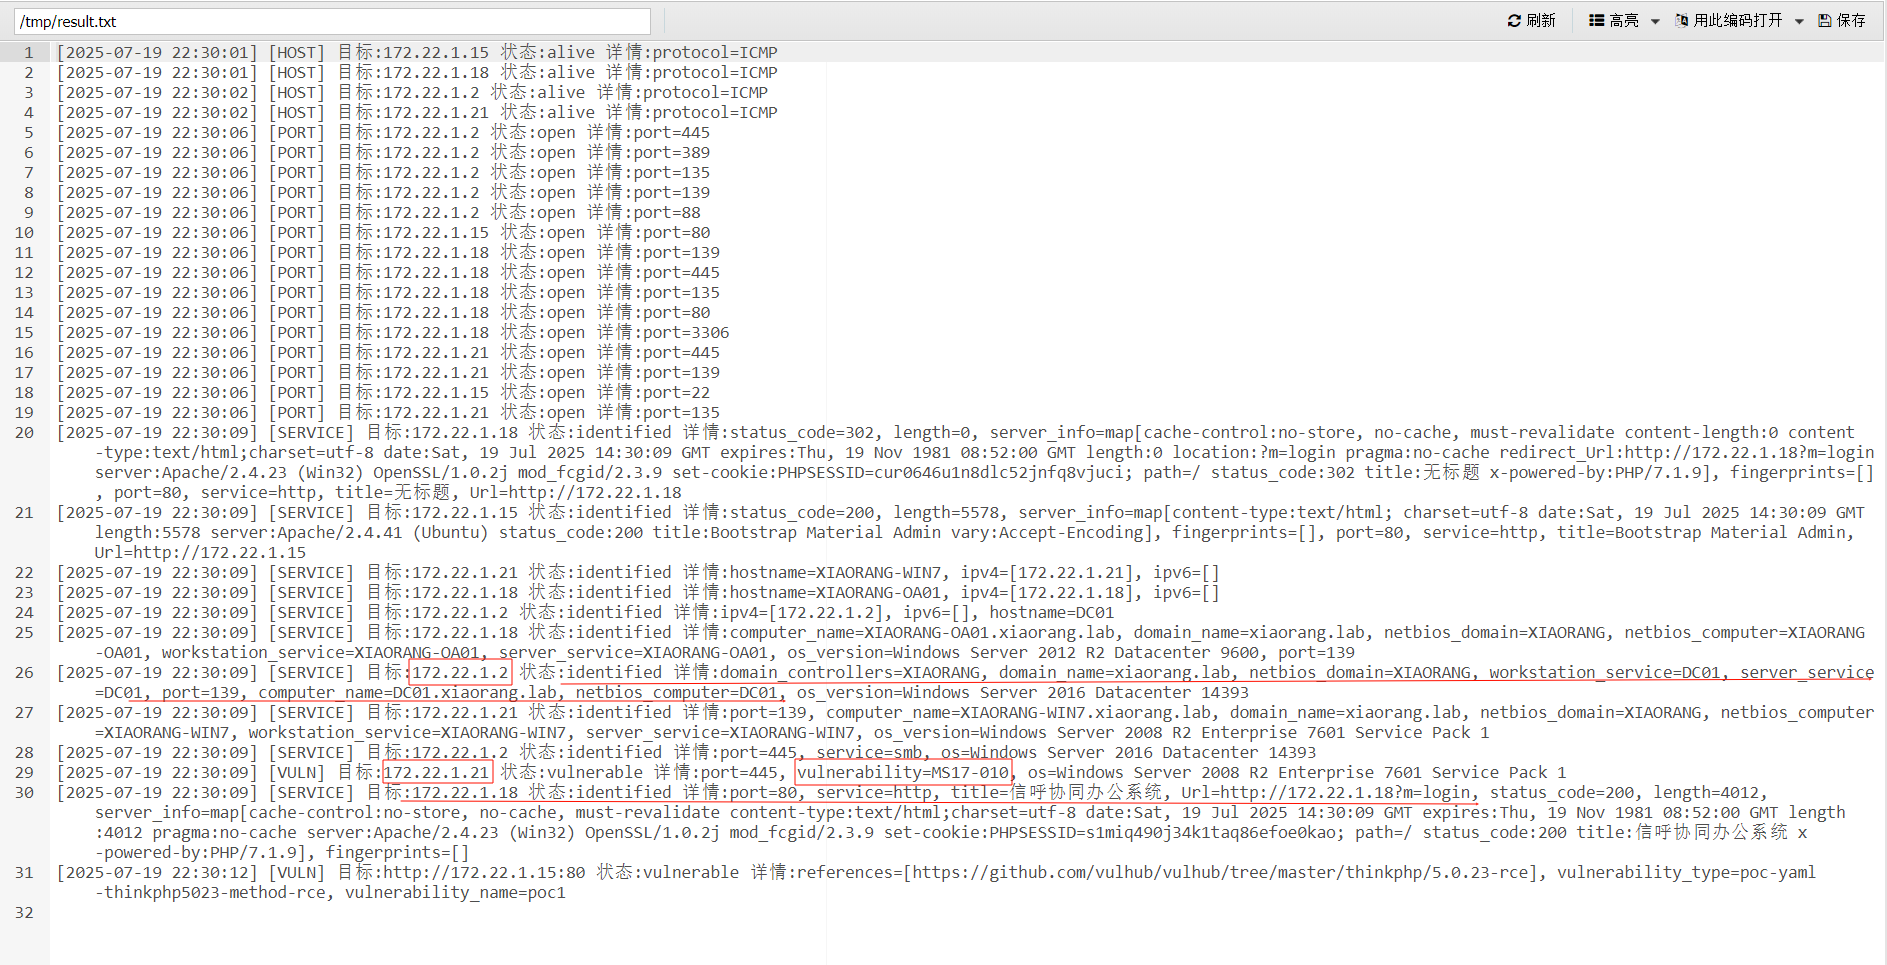 /tmp/result.txt 刷新 高亮 用此编码打开 保存
1 [2025-07-19 22:30:01] [HOST] 目标:172.22.1.15 状态:alive 详情:protocol=ICMP
2 [2025-07-19 22:30:01] [HOST] 目标:172.22.1.18 状态:alive 详情:protocol=ICMP
3 [2025-07-19 22:30:02] [HOST] 目标:172.22.1.2 状态:alive 详情:protocol=ICMP
4 [2025-07-19 22:30:02] [HOST] 目标:172.22.1.21 状态:alive 详情:protocol=ICMP
5 [2025-07-19 22:30:06] [PORT] 目标:172.22.1.2 状态:open 详情:port=445
6 [2025-07-19 22:30:06] [PORT] 目标:172.22.1.2 状态:open 详情:port=389
7 [2025-07-19 22:30:06] [PORT] 目标:172.22.1.2 状态:open 详情:port=135
8 [2025-07-19 22:30:06] [PORT] 目标:172.22.1.2 状态:open 详情:port=139
9 [2025-07-19 22:30:06] [PORT] 目标:172.22.1.2 状态:open 详情:port=88
10 [2025-07-19 22:30:06] [PORT] 目标:172.22.1.15 状态:open 详情:port=80
11 [2025-07-19 22:30:06] [PORT] 目标:172.22.1.18 状态:open 详情:port=139
12 [2025-07-19 22:30:06] [PORT] 目标:172.22.1.18 状态:open 详情:port=445
13 [2025-07-19 22:30:06] [PORT] 目标:172.22.1.18 状态:open 详情:port=135
14 [2025-07-19 22:30:06] [PORT] 目标:172.22.1.18 状态:open 详情:port=80
15 [2025-07-19 22:30:06] [PORT] 目标:172.22.1.18 状态:open 详情:port=3306
16 [2025-07-19 22:30:06] [PORT] 目标:172.22.1.21 状态:open 详情:port=445
17 [2025-07-19 22:30:06] [PORT] 目标:172.22.1.21 状态:open 详情:port=139
18 [2025-07-19 22:30:06] [PORT] 目标:172.22.1.15 状态:open 详情:port=22
19 [2025-07-19 22:30:06] [PORT] 目标:172.22.1.21 状态:open 详情:port=135
20 [2025-07-19 22:30:09] [SERVICE] 目标:172.22.1.18 状态:identified 详情:status_code=302, length=0, server_info=map[cache-control:no-store, no-cache, must-revalidate content-length:0 content
-type:text/html;charset=utf-8 date:Sat, 19 Jul 2025 14:30:09 GMT expires:Thu, 19 Nov 1981 08:52:00 GMT length:0 location:?m=login pragma:no-cache redirect_Url:http://172.22.1.18?m=login
server:Apache/2.4.23 (Win32) OpenSSL/1.0.2j mod_fcgid/2.3.9 set-cookie:PHPSESSID=cur0646u1n8dlc52jnfq8vjuci; path=/ status_code:302 title:无标题 x-powered-by:PHP/7.1.9], fingerprints=[]
, port=80, service=http, title=无标题, Url=http://172.22.1.18
21 [2025-07-19 22:30:09] [SERVICE] 目标:172.22.1.15 状态:identified 详情:status_code=200, length=5578, server_info=map[content-type:text/html; charset=utf-8 date:Sat, 19 Jul 2025 14:30:09 GMT
length:5578 server:Apache/2.4.41 (Ubuntu) status_code:200 title:Bootstrap Material Admin vary:Accept-Encoding], fingerprints=[], port=80, service=http, title=Bootstrap Material Admin,
Url=http://172.22.1.15
22 [2025-07-19 22:30:09] [SERVICE] 目标:172.22.1.21 状态:identified 详情:hostname=XIAORANG-WIN7, ipv4=[172.22.1.21], ipv6=[]
23 [2025-07-19 22:30:09] [SERVICE] 目标:172.22.1.18 状态:identified 详情:hostname=XIAORANG-OA01, ipv4=[172.22.1.18], ipv6=[]
24 [2025-07-19 22:30:09] [SERVICE] 目标:172.22.1.2 状态:identified 详情:ipv4=[172.22.1.2], ipv6=[], hostname=DC01
25 [2025-07-19 22:30:09] [SERVICE] 目标:172.22.1.18 状态:identified 详情:computer_name=XIAORANG-OA01.xiaorang.lab, domain_name=xiaorang.lab, netbios_domain=XIAORANG, netbios_computer=XIAORANG
-OA01, workstation_service=XIAORANG-OA01, server_service=XIAORANG-OA01, os_version=Windows Server 2012 R2 Datacenter 9600, port=139
26 [2025-07-19 22:30:09] [SERVICE] 目标:172.22.1.2 状态:identified 详情:domain_controllers=XIAORANG, domain_name=xiaorang.lab, netbios_domain=XIAORANG, workstation_service=DC01, server_service
=DC01, port=139, computer_name=DC01.xiaorang.lab, netbios_computer=DC01, os_version=Windows Server 2016 Datacenter 14393
27 [2025-07-19 22:30:09] [SERVICE] 目标:172.22.1.21 状态:identified 详情:port=139, computer_name=XIAORANG-WIN7.xiaorang.lab, domain_name=xiaorang.lab, netbios_domain=XIAORANG, netbios_computer
=XIAORANG-WIN7, workstation_service=XIAORANG-WIN7, server_service=XIAORANG-WIN7, os_version=Windows Server 2008 R2 Enterprise 7601 Service Pack 1
28 [2025-07-19 22:30:09] [SERVICE] 目标:172.22.1.2 状态:identified 详情:port=445, service=smb, os=Windows Server 2016 Datacenter 14393
29 [2025-07-19 22:30:09] [VULN] 目标:172.22.1.21 状态:vulnerable 详情:port=445, vulnerability=MS17-010, os=Windows Server 2008 R2 Enterprise 7601 Service Pack 1
30 [2025-07-19 22:30:09] [SERVICE] 目标:172.22.1.18 状态:identified 详情:port=80, service=http, title=信呼协同办公系统, Url=http://172.22.1.18?m=login, status_code=200, length=4012,
server_info=map[cache-control:no-store, no-cache, must-revalidate content-type:text/html;charset=utf-8 date:Sat, 19 Jul 2025 14:30:09 GMT expires:Thu, 19 Nov 1981 08:52:00 GMT length
:4012 pragma:no-cache server:Apache/2.4.23 (Win32) OpenSSL/1.0.2j mod_fcgid/2.3.9 set-cookie:PHPSESSID=s1miq490j34k1taq86efoe0kao; path=/ status_code:200 title:信呼协同办公系统 x
-powered-by:PHP/7.1.9], fingerprints=[]
31 [2025-07-19 22:30:12] [VULN] 目标:http://172.22.1.15:80 状态:vulnerable 详情:references=[https://github.com/vulhub/vulhub/tree/master/thinkphp/5.0.23-rce], vulnerability_type=poc-yaml
-thinkphp5023-method-rce, vulnerability_name=poc1
32